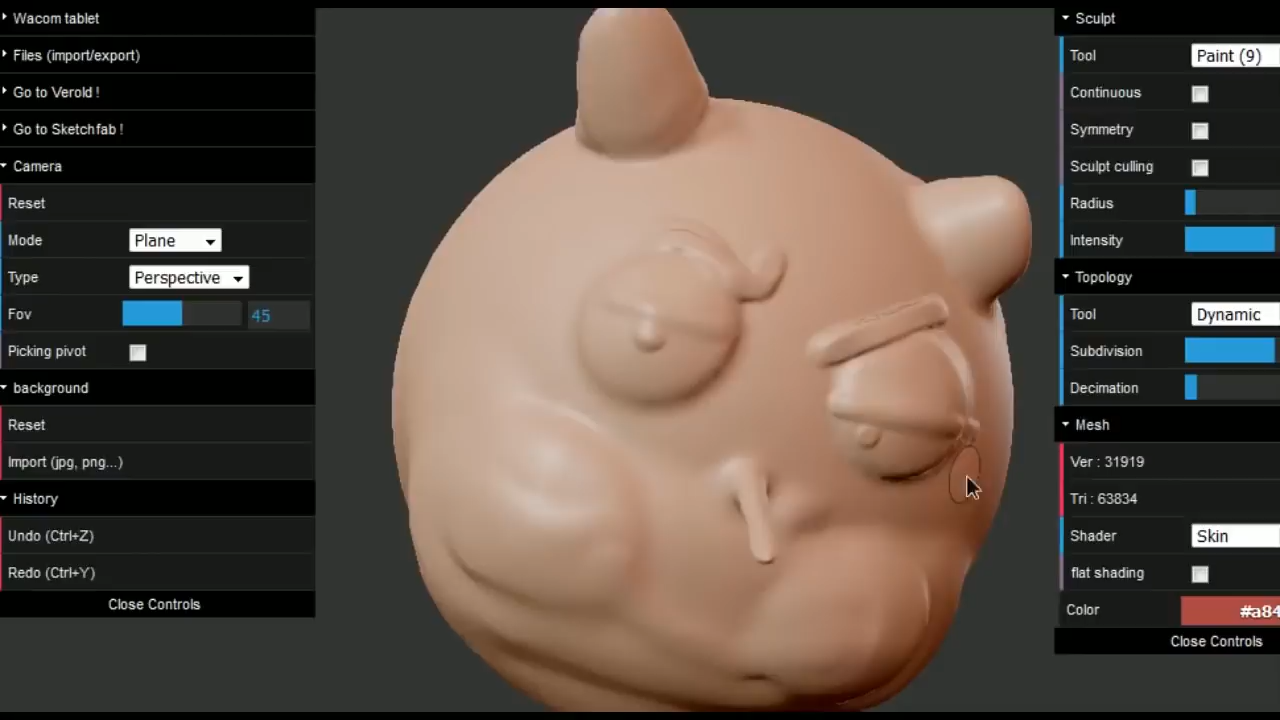 Wacom tablet
Files (import/export)
Go to Verold !
Go to Sketchfab !
Camera
Reset
Mode Plane
Type Perspective
Fov 45
Picking pivot
background
Reset
Import (jpg, png...)
History
Undo (Ctrl+Z)
Redo (Ctrl+Y)
Close Controls
Sculpt
Tool Paint (9)
Continuous
Symmetry
Sculpt culling
Radius
Intensity
Topology
Tool Dynamic
Subdivision
Decimation
Mesh
Ver : 31919
Tri : 63834
Shader Skin
flat shading
Color #a84
Close Controls